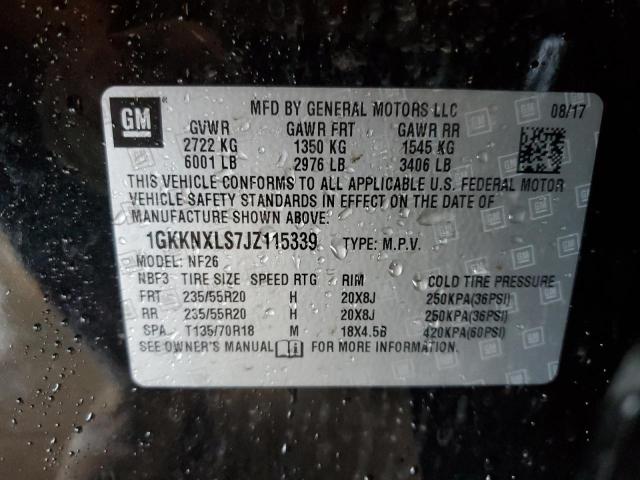 GM
MFD BY GENERAL MOTORS LLC 08/17
GVWR GAWR FRT GAWR RR
2722 KG 1350 KG 1545 KG
6001 LB 2976 LB 3406 LB
THIS VEHICLE CONFORMS TO ALL APPLICABLE U.S. FEDERAL MOTOR
VEHICLE SAFETY STANDARDS IN EFFECT ON THE DATE OF
MANUFACTURE SHOWN ABOVE.
1GKKNXLS7JZ115339 TYPE: M.P.V.
MODEL: NF26
NBF3 TIRE SIZE SPEED RTG RIM COLD TIRE PRESSURE
FRT 235/55R20 H 20X8J 250KPA(36PSI)
RR 235/55R20 H 20X8J 250KPA(36PSI)
SPA T135/70R18 M 18X4.5B 420KPA(60PSI)
SEE OWNER'S MANUAL FOR MORE INFORMATION.